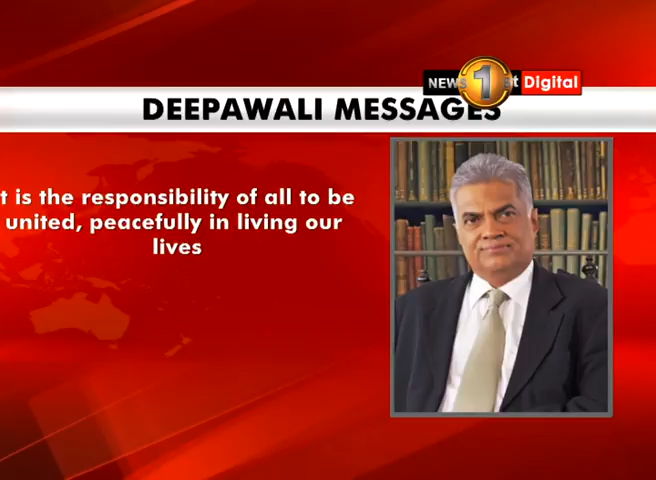 NEWS 1st Digital
DEEPAWALI MESSAGES
t is the responsibility of all to be
united, peacefully in living our
lives